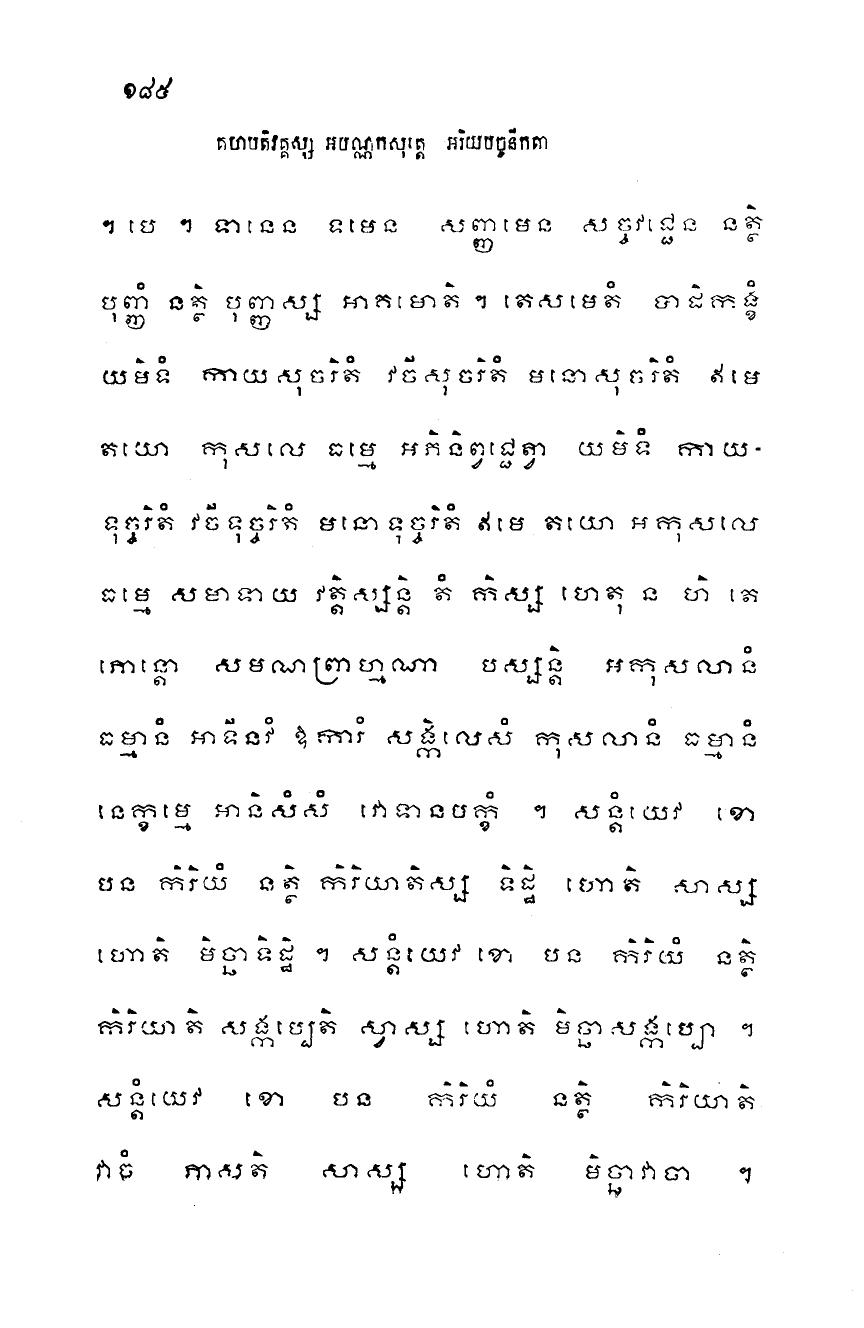 ១៨៥
គហបតិវគ្គស្ស អបណ្ណកសុត្តេ អរិយបច្ចនីកតា
។ បេ ។ ទានេន ទមេន សញ្ញមេន សច្ចវជ្ជេន នត្ថិ
បុញ្ញំ នត្ថិ បុញ្ញស្ស អាគមោតិ ។ តេសមេតំ បាដិកង្ខំ
យមិទំ កាយសុចរិតំ វចីសុចរិតំ មនោសុចរិតំ ឥមេ
តយោ កុសលេ ធម្មេ អភិនិព្វជ្ជេត្វា យមិទំ កាយ-
ទុច្ចរិតំ វចីទុច្ចរិតំ មនោទុច្ចរិតំ ឥមេ តយោ អកុសលេ
ធម្មេ សមាទាយ វត្តិស្សន្តិ តំ កិស្ស ហេតុ ន ហិ តេ
ភោន្តោ សមណព្រាហ្មណា បស្សន្តិ អកុសលានំ
ធម្មានំ អាទីនវំ ឱការំ សង្កិលេសំ កុសលានំ ធម្មានំ
នេក្ខម្មេ អានិសំសំ វោទានបក្ខំ ។ សន្តំយេវ ខោ
បន កិរិយំ នត្ថិ កិរិយាតិស្ស ទិដ្ឋិ ហោតិ សាស្ស
ហោតិ មិច្ឆាទិដ្ឋិ ។ សន្តំយេវ ខោ បន កិរិយំ នត្ថិ
កិរិយាតិ សង្កប្បេតិ ស្វាស្ស ហោតិ មិច្ឆាសង្កប្បោ ។
សន្តំយេវ ខោ បន កិរិយំ នត្ថិ កិរិយាតិ
វាចំ ភាសតិ សាស្ស ហោតិ មិច្ឆាវាចា ។